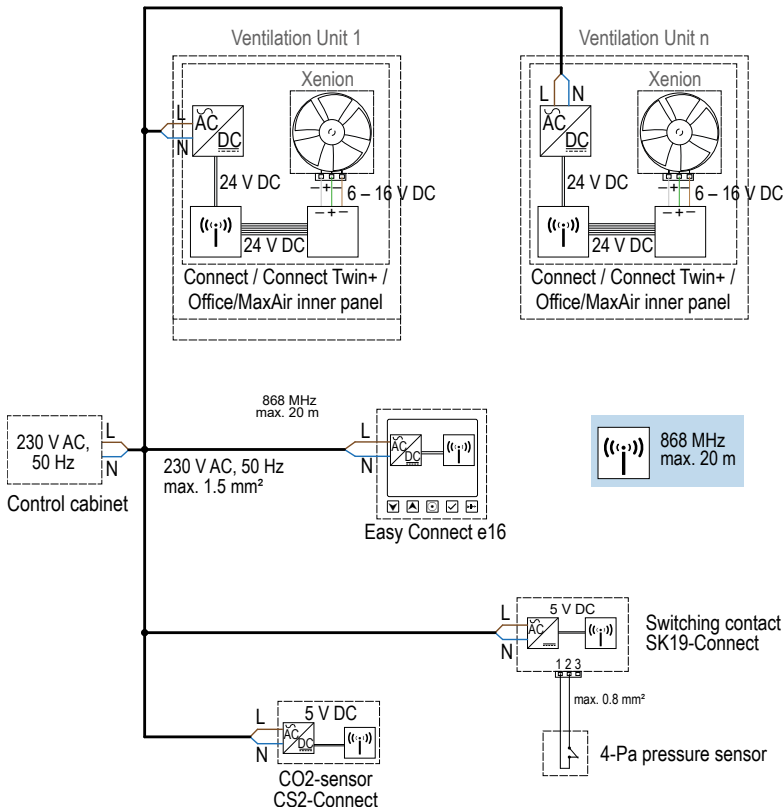 Ventilation Unit 1
Xenion
L
N
AC
DC
24 V DC
– + –
6 – 16 V DC
– + –
24 V DC
Connect / Connect Twin+ /
Office/MaxAir inner panel
Ventilation Unit n
Xenion
L N
AC
DC
24 V DC
– + –
6 – 16 V DC
– + –
24 V DC
Connect / Connect Twin+ /
Office/MaxAir inner panel
868 MHz
max. 20 m
230 V AC,
50 Hz
L
N
Control cabinet
230 V AC, 50 Hz
max. 1.5 mm²
L
N
AC
DC
Easy Connect e16
868 MHz
max. 20 m
L
N
5 V DC
AC
1 2 3
Switching contact
SK19-Connect
max. 0.8 mm²
4-Pa pressure sensor
L
N
5 V DC
AC
DC
CO2-sensor
CS2-Connect